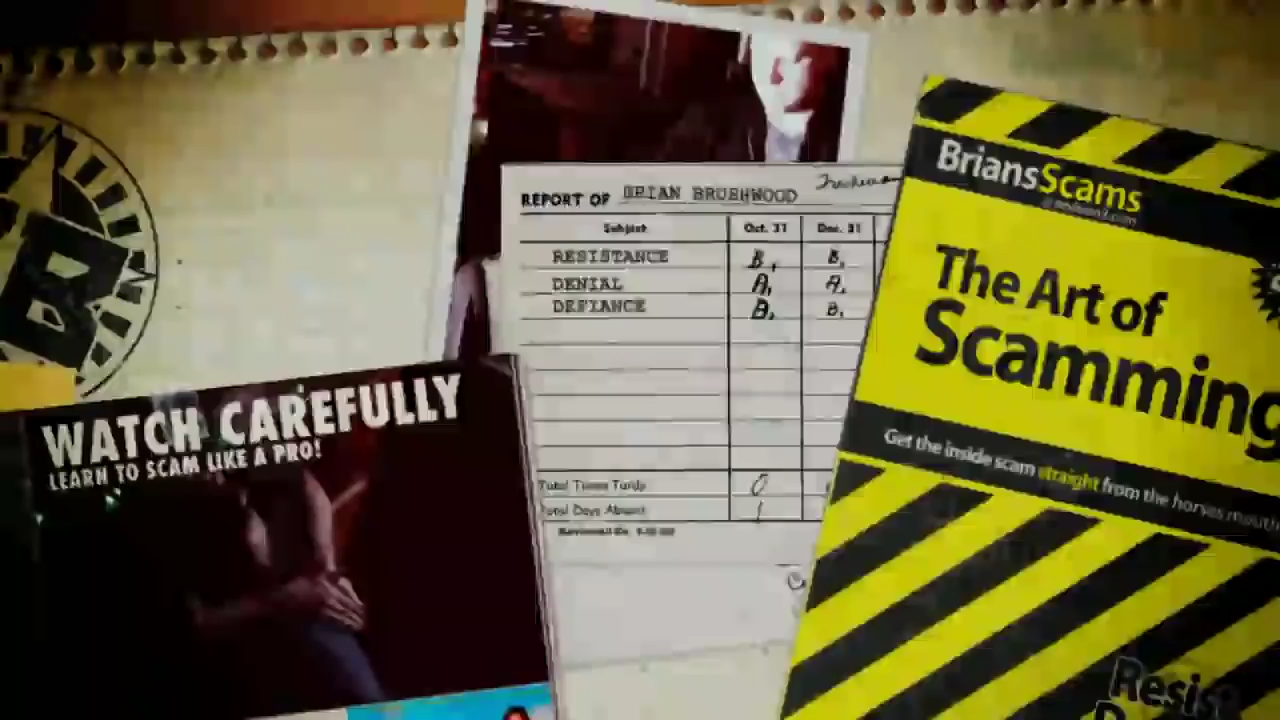 REPORT OF BRIAN BRUSHWOOD
Subject Oct. 31 Dec. 31
RESISTANCE B. B.
DENIAL A. A.
DEFIANCE B. B.
Total Times Tardy 0
Total Days Absent 1
WATCH CAREFULLY
LEARN TO SCAM LIKE A PRO!
BriansScams
The Art of
Scamming
Get the inside scam straight from the horses mouth
Resist